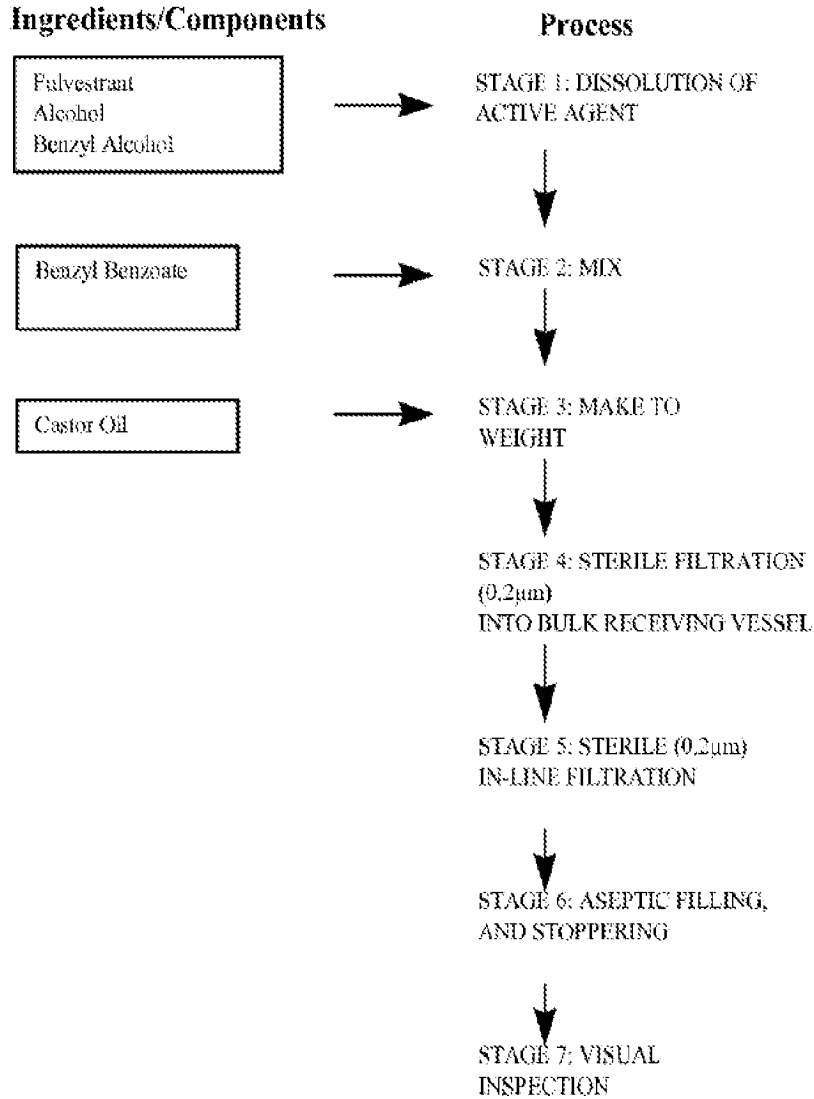 Ingredients/Components
Process
Fulvestrant
Alcohol
Benzyl Alcohol
STAGE 1: DISSOLUTION OF
ACTIVE AGENT
Benzyl Benzoate
STAGE 2: MIX
Castor Oil
STAGE 3: MAKE TO
WEIGHT
STAGE 4: STERILE FILTRATION
(0.2μm)
INTO BULK RECEIVING VESSEL
STAGE 5: STERILE (0.2μm)
IN-LINE FILTRATION
STAGE 6: ASEPTIC FILLING,
AND STOPPERING
STAGE 7: VISUAL
INSPECTION